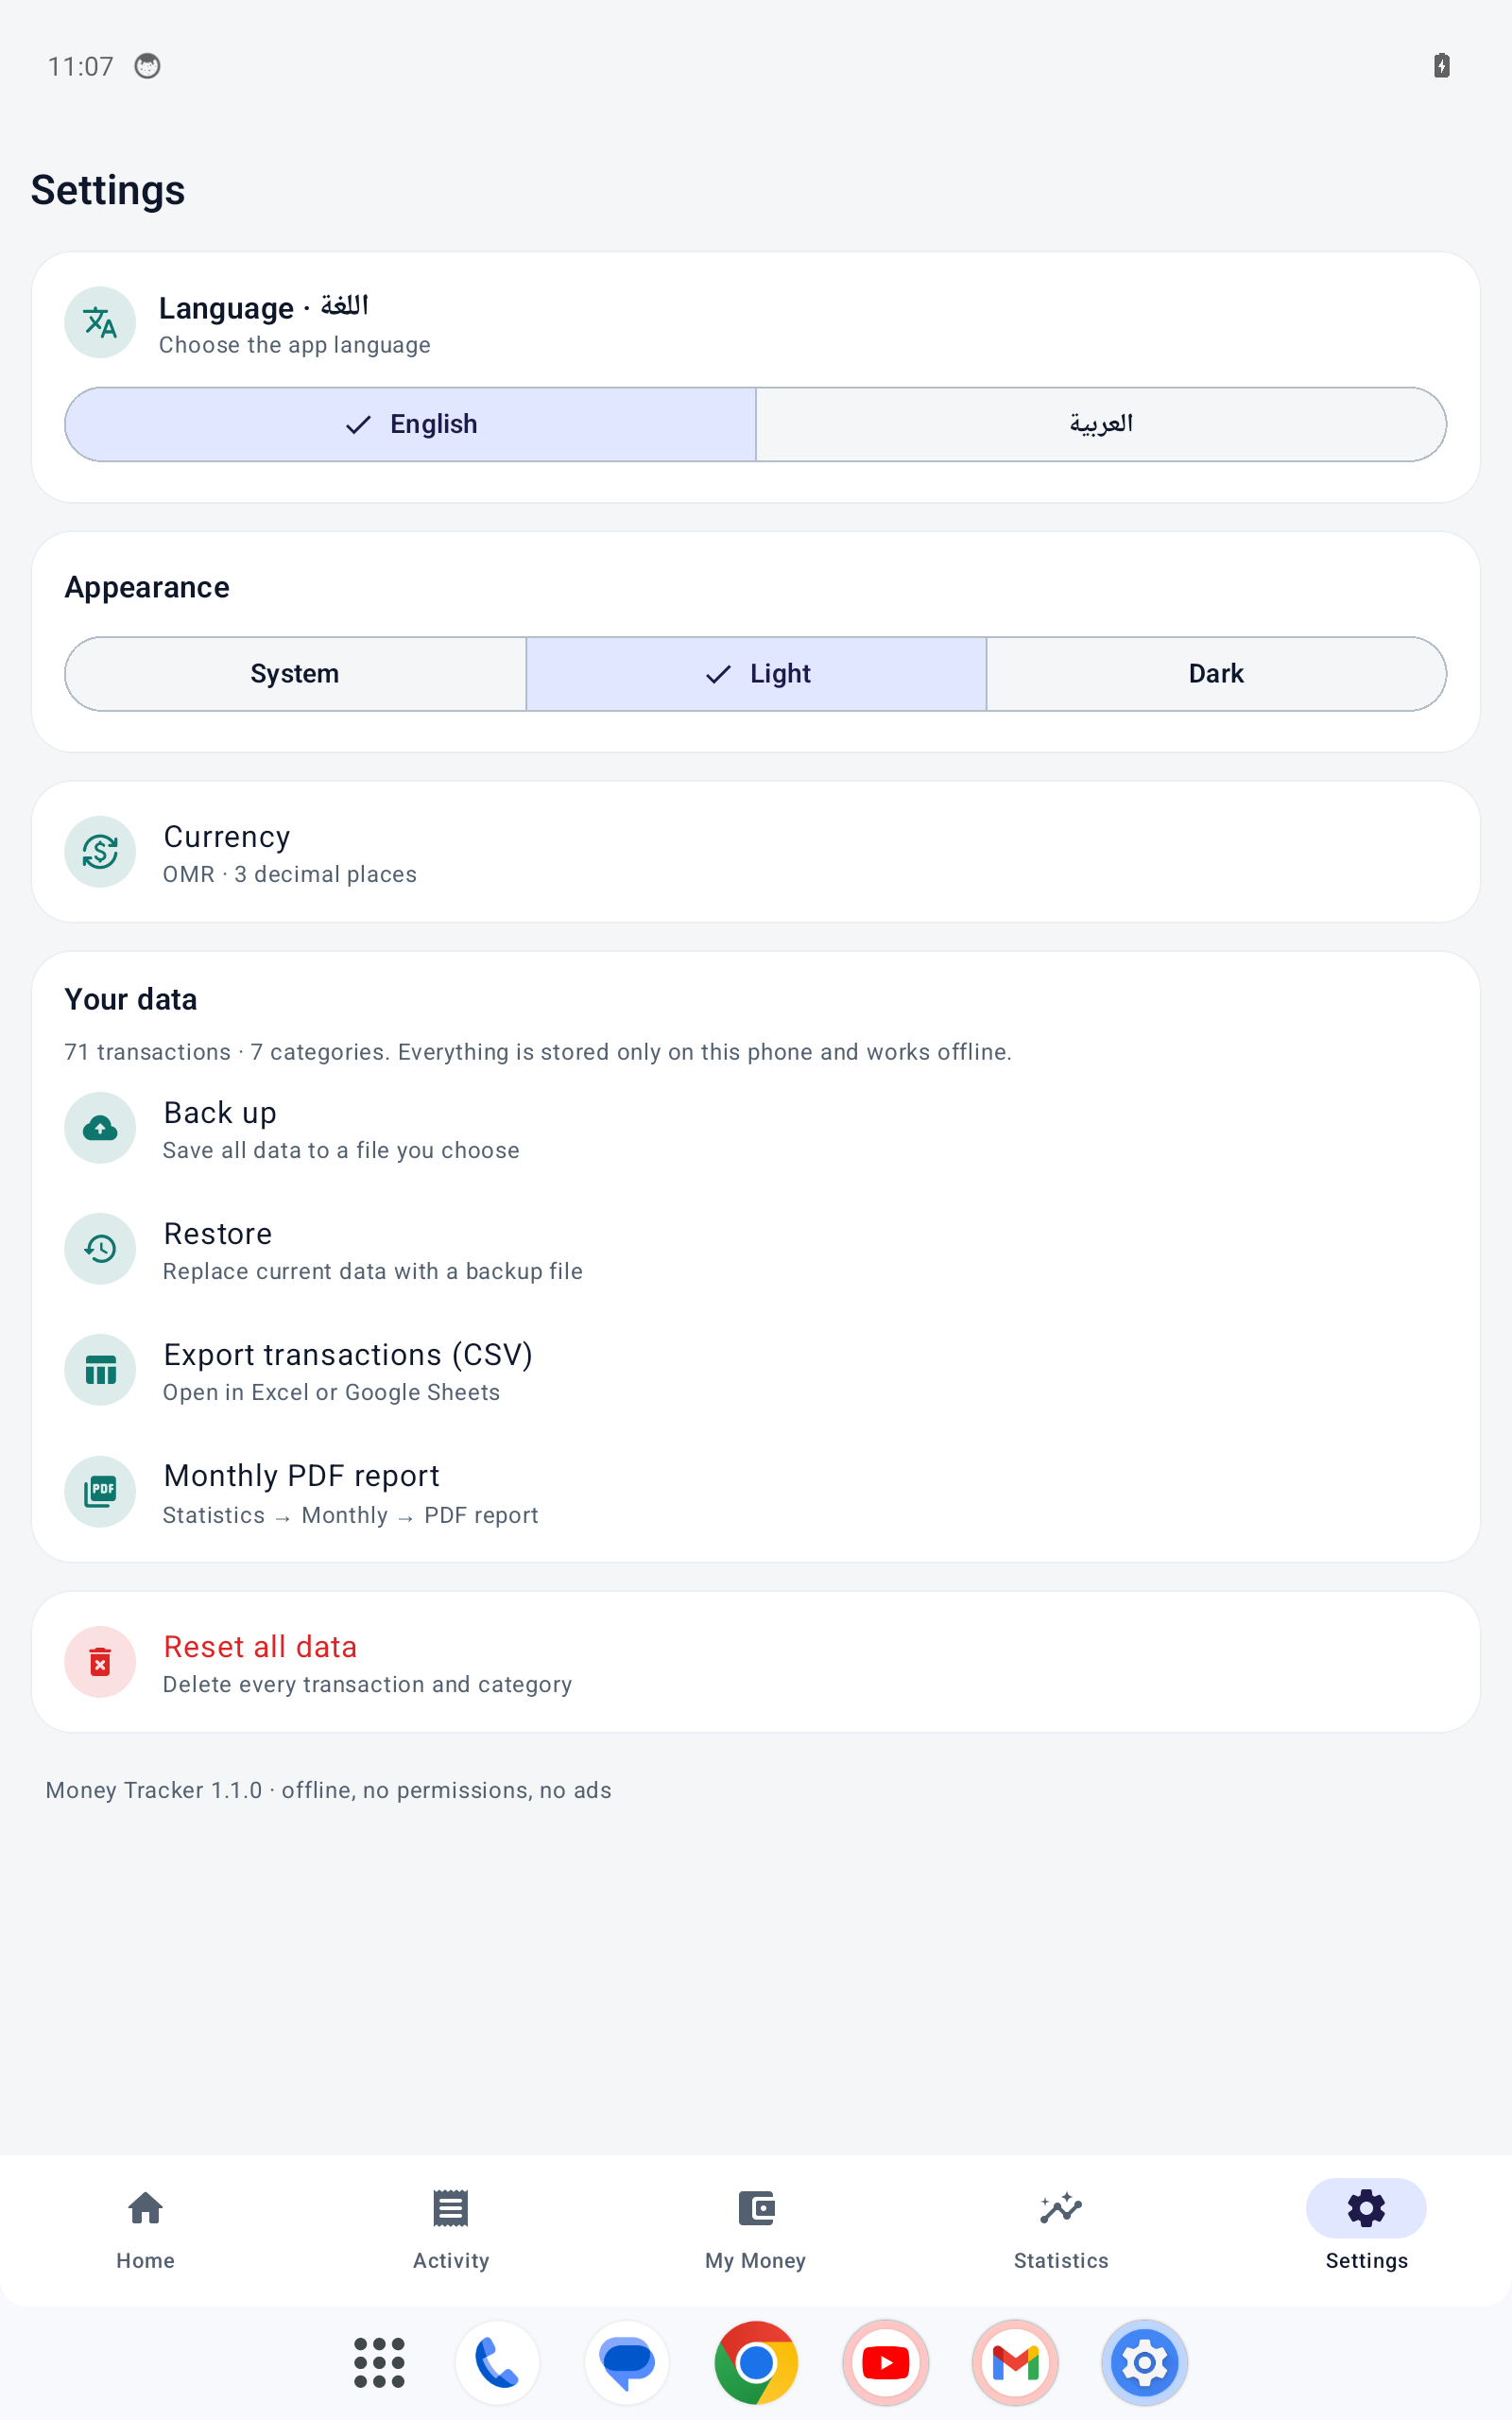 11:07
Settings
Language · اللغة
Choose the app language
English
العربية
Appearance
System
Light
Dark
Currency
OMR · 3 decimal places
Your data
71 transactions · 7 categories. Everything is stored only on this phone and works offline.
Back up
Save all data to a file you choose
Restore
Replace current data with a backup file
Export transactions (CSV)
Open in Excel or Google Sheets
PDF
Monthly PDF report
Statistics → Monthly → PDF report
Reset all data
Delete every transaction and category
Money Tracker 1.1.0 · offline, no permissions, no ads
Home
Activity
My Money
Statistics
Settings